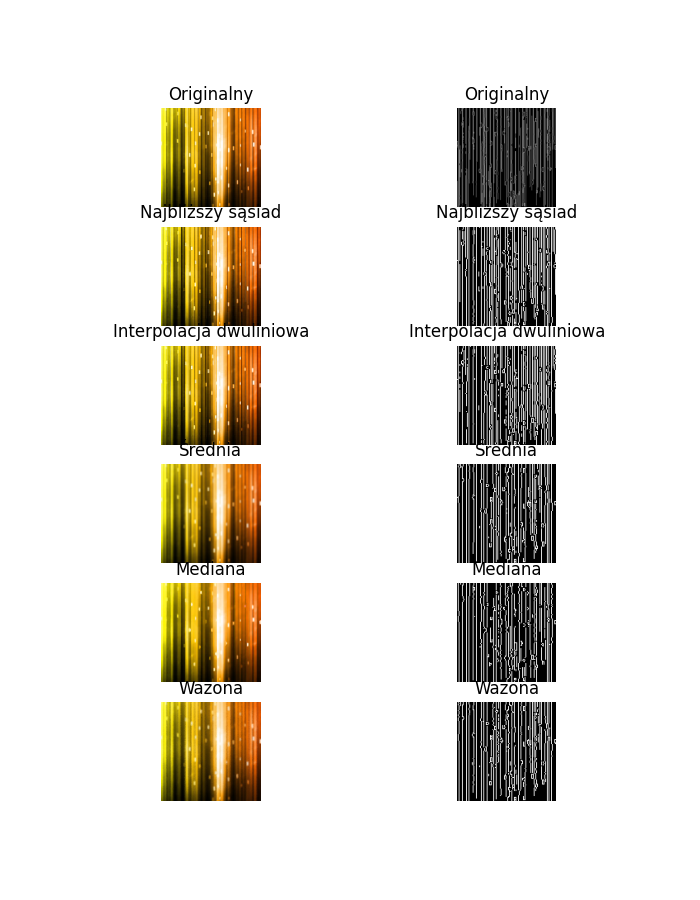 Originalny Originalny
Najbliższy sąsiad Najbliższy sąsiad
Interpolacja dwuliniowa Interpolacja dwuliniowa
Średnia Średnia
Mediana Mediana
Ważona Ważona